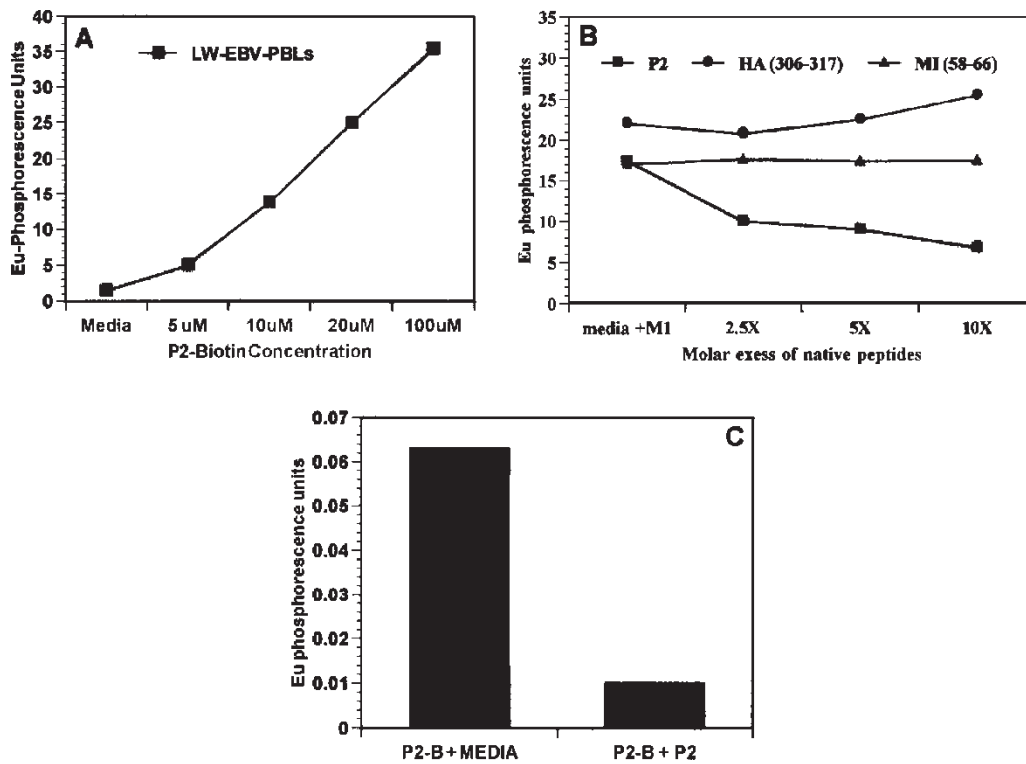 A
LW-EBV-PBLs
Eu-Phosphorescence Units
40
35
30
25
20
15
10
5
0
Media 5 uM 10uM 20uM 100uM
P2-Biotin Concentration
B
P2 HA (306-317) MI (58-66)
Eu phosphorescence units
35
30
25
20
15
10
5
0
media +M1 2.5X 5X 10X
Molar exess of native peptides
C
Eu phosphorescence units
0.07
0.06
0.05
0.04
0.03
0.02
0.01
0
P2-B + MEDIA P2-B + P2